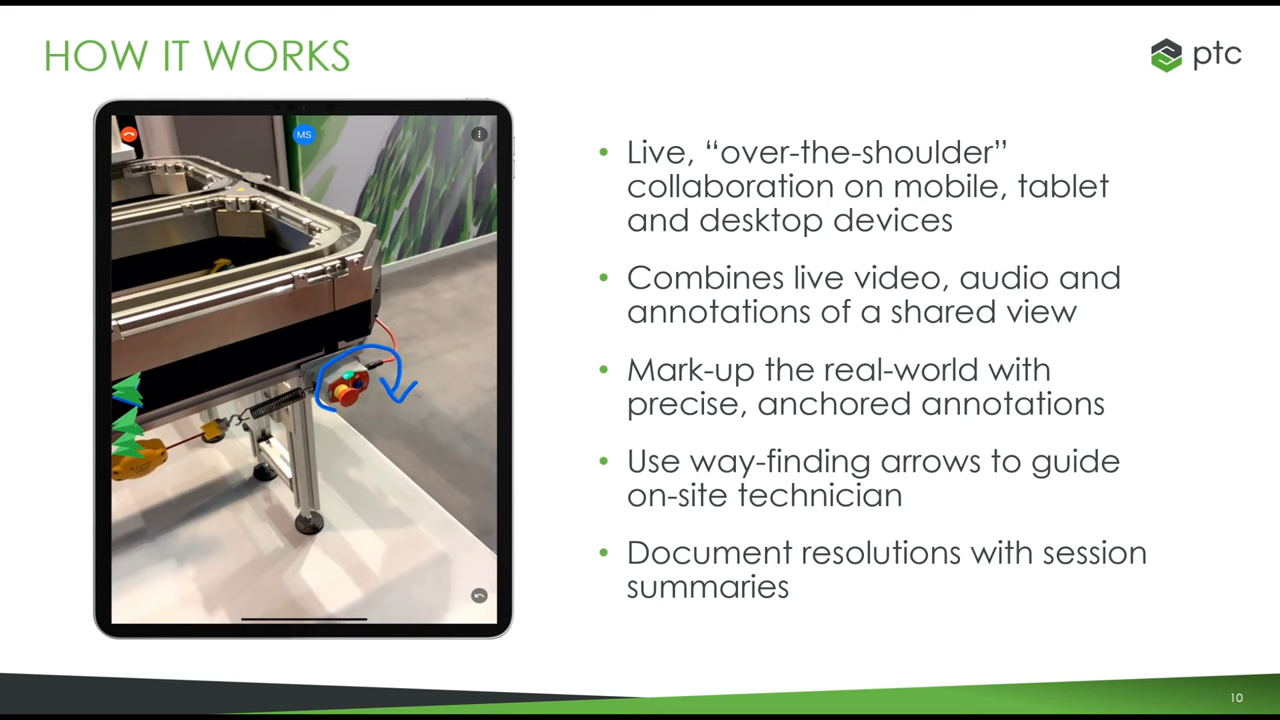 HOW IT WORKS
ptc
MS
• Live, “over-the-shoulder”
collaboration on mobile, tablet
and desktop devices
• Combines live video, audio and
annotations of a shared view
• Mark-up the real-world with
precise, anchored annotations
• Use way-finding arrows to guide
on-site technician
• Document resolutions with session
summaries
10